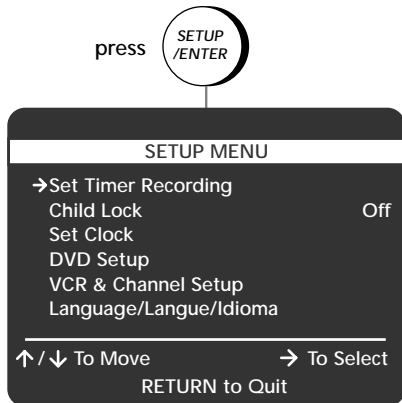 press
SETUP
/ENTER
SETUP MENU
→Set Timer Recording
Child Lock Off
Set Clock
DVD Setup
VCR & Channel Setup
Language/Langue/Idioma
↑/↓ To Move → To Select
RETURN to Quit